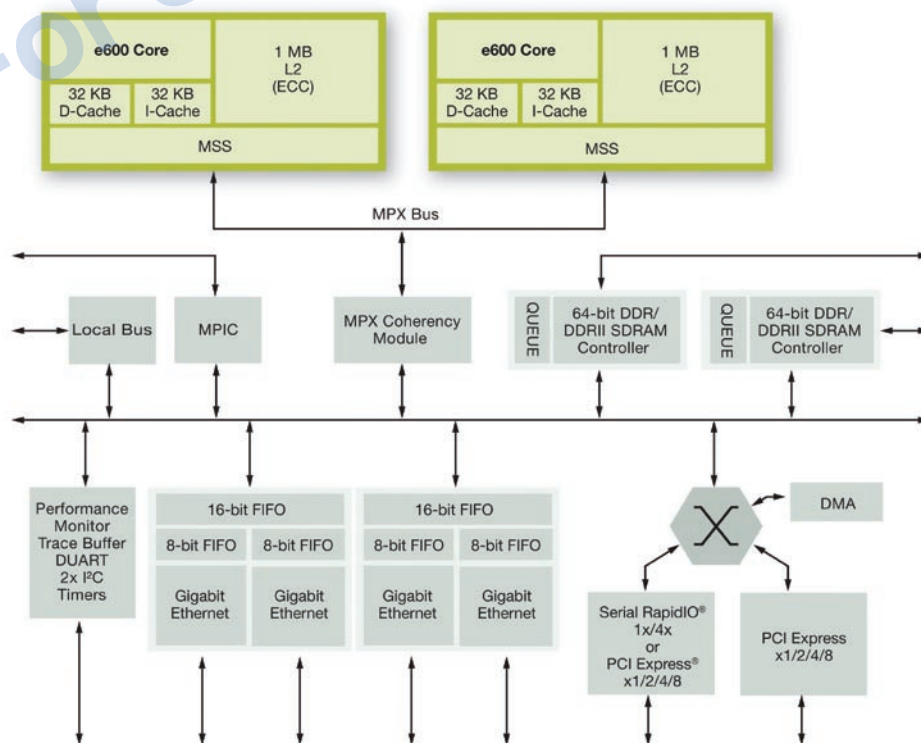 e600 Core
1 MB
L2
(ECC)
32 KB
D-Cache
32 KB
I-Cache
MSS
e600 Core
1 MB
L2
(ECC)
32 KB
D-Cache
32 KB
I-Cache
MSS
MPX Bus
Local Bus
MPIC
MPX Coherency
Module
QUEUE
64-bit DDR/
DDRII SDRAM
Controller
QUEUE
64-bit DDR/
DDRII SDRAM
Controller
Performance
Monitor
Trace Buffer
DUART
2x I²C
Timers
16-bit FIFO
8-bit FIFO
8-bit FIFO
Gigabit
Ethernet
Gigabit
Ethernet
16-bit FIFO
8-bit FIFO
8-bit FIFO
Gigabit
Ethernet
Gigabit
Ethernet
DMA
Serial RapidIO®
1x/4x
or
PCI Express®
x1/2/4/8
PCI Express
x1/2/4/8